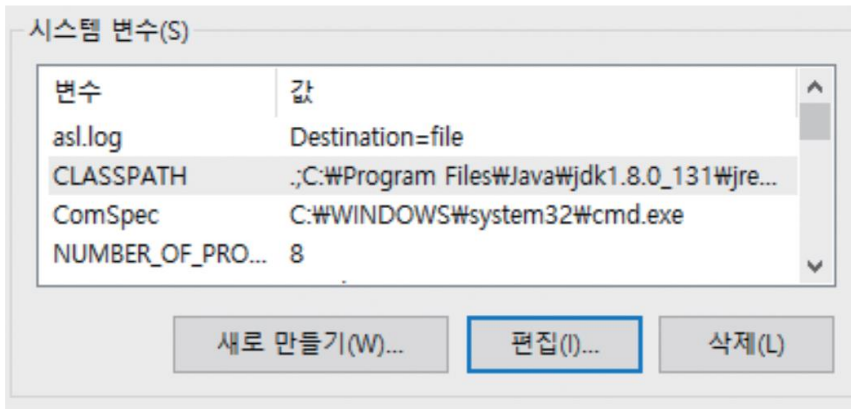 시스템 변수(S)
변수 값
asl.log Destination=file
CLASSPATH .;C:₩Program Files₩Java₩jdk1.8.0_131₩jre...
ComSpec C:₩WINDOWS₩system32₩cmd.exe
NUMBER_OF_PRO... 8
새로 만들기(W)... 편집(I)... 삭제(L)